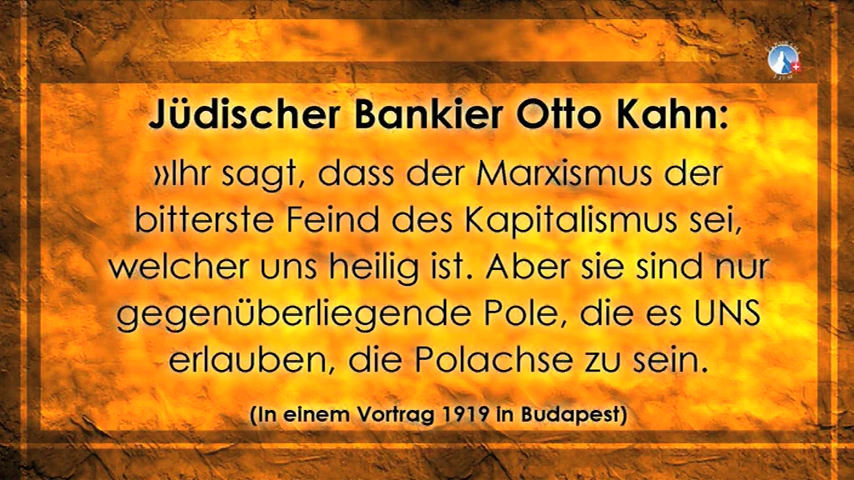 Jüdischer Bankier Otto Kahn:
»Ihr sagt, dass der Marxismus der
bitterste Feind des Kapitalismus sei,
welcher uns heilig ist. Aber sie sind nur
gegenüberliegende Pole, die es UNS
erlauben, die Polachse zu sein.
(In einem Vortrag 1919 in Budapest)